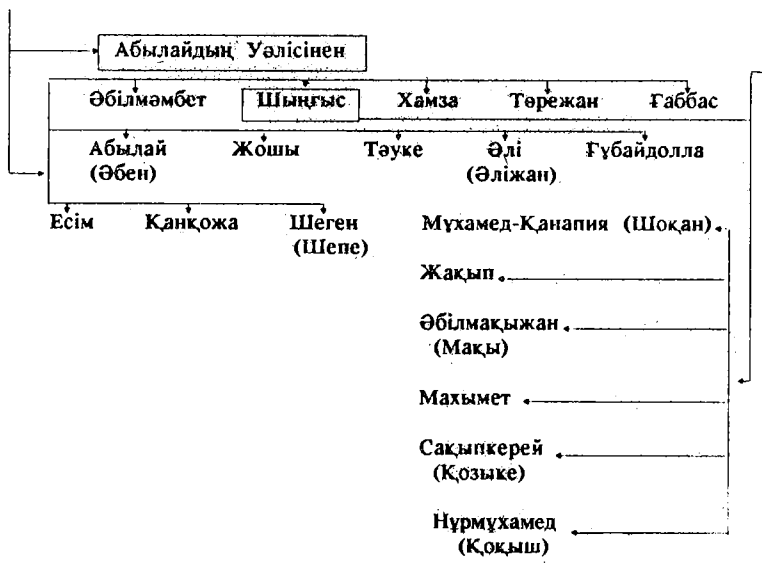 Абылайдың Уәлісінен
Әбілмәмбет Шыңғыс Хамза Төрежан Ғаббас
Абылай Жошы Тәуке Әлі Ғұбайдолла
(Әбен) (Әліжан)
Есім Қанқожа Шеген
(Шепе)
Мұхамед-Қанапия (Шоқан)
Жақып
Әбілмақыжан
(Мақы)
Махымет
Сақыпкерей
(Қозыке)
Нұрмұхамед
(Қоқыш)